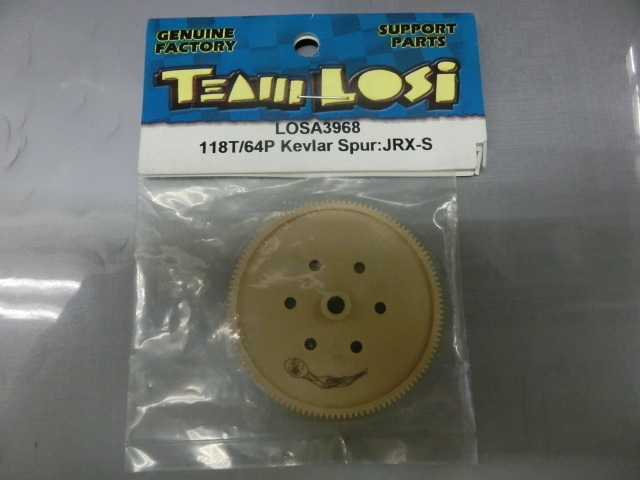 GENUINE
FACTORY
SUPPORT
PARTS
TEAM LOSI
LOSA3968
118T/64P Kevlar Spur:JRX-S